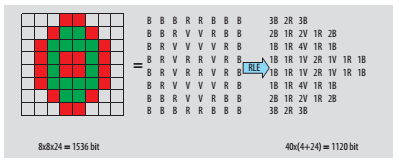 B B B R R B B B 3B 2R 3B
B B R V V R B B 2B 1R 2V 1R 2B
B R V V V V R B 1B 1R 4V 1R 1B
B R V R R V R B 1B 1R 1V 2R 1V 1R 1B
= RLE
B R V R R V R B 1B 1R 1V 2R 1V 1R 1B
B R V V V V R B 1B 1R 4V 1R 1B
B B R V V R B B 2B 1R 2V 1R 2B
B B B R R B B B 3B 2R 3B
8x8x24 = 1536 bit 40x(4+24) = 1120 bit